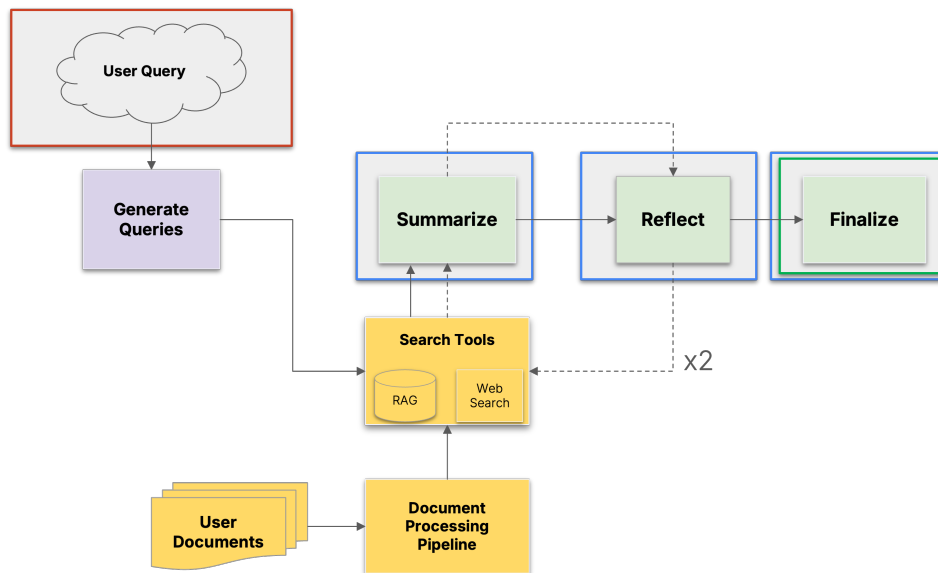 User Query
Generate
Queries
Summarize
Reflect
Finalize
Search Tools
RAG
Web
Search
x2
User
Documents
Document
Processing
Pipeline